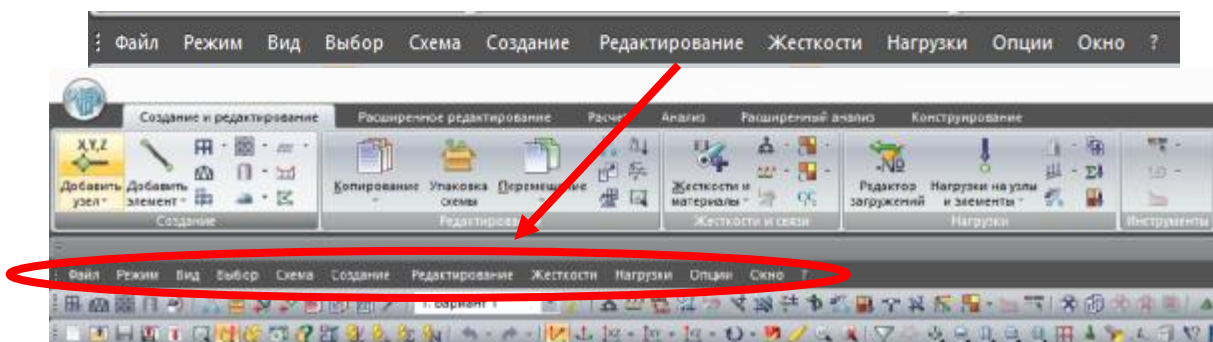 Файл Режим Вид Выбор Схема Создание Редактирование Жесткости Нагрузки Опции Окно ?
Создание и редактирование Расширенное редактирование Расчет Анализ Расширенный анализ Конструирование
X,Y,Z
Добавить узел Добавить элемент Копирование Упаковка схемы Перемещение Жесткости и материалы Редактор загружений Нагрузки на узлы и элементы
Создание Редактирование Жесткости и связи Нагрузки Инструменты
Файл Режим Вид Выбор Схема Создание Редактирование Жесткости Нагрузки Опции Окно ?
1. Вариант 1